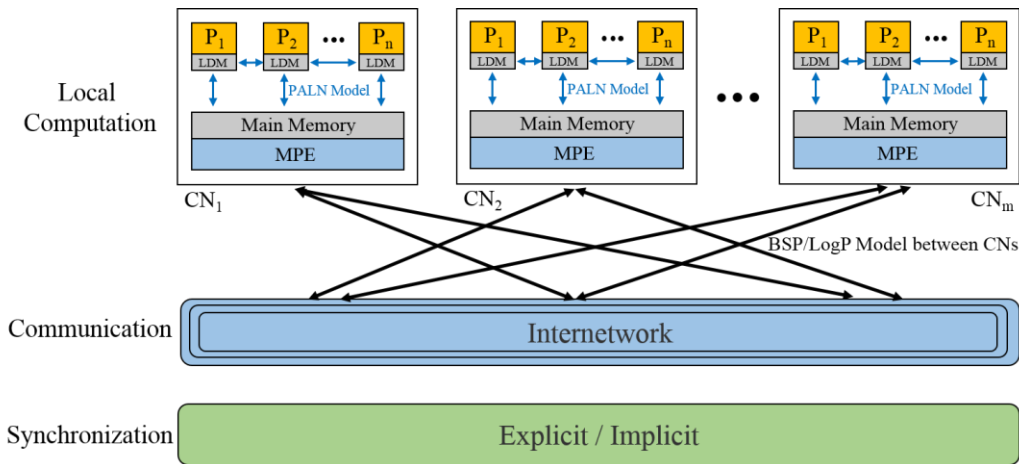 P1 P2 ••• Pn
LDM LDM LDM
PALN Model
Main Memory
MPE
CN1
P1 P2 ••• Pn
LDM LDM LDM
PALN Model
Main Memory
MPE
CN2
•••
P1 P2 ••• Pn
LDM LDM LDM
PALN Model
Main Memory
MPE
CNm
Local
Computation
BSP/LogP Model between CNs
Communication
Internetwork
Synchronization
Explicit / Implicit